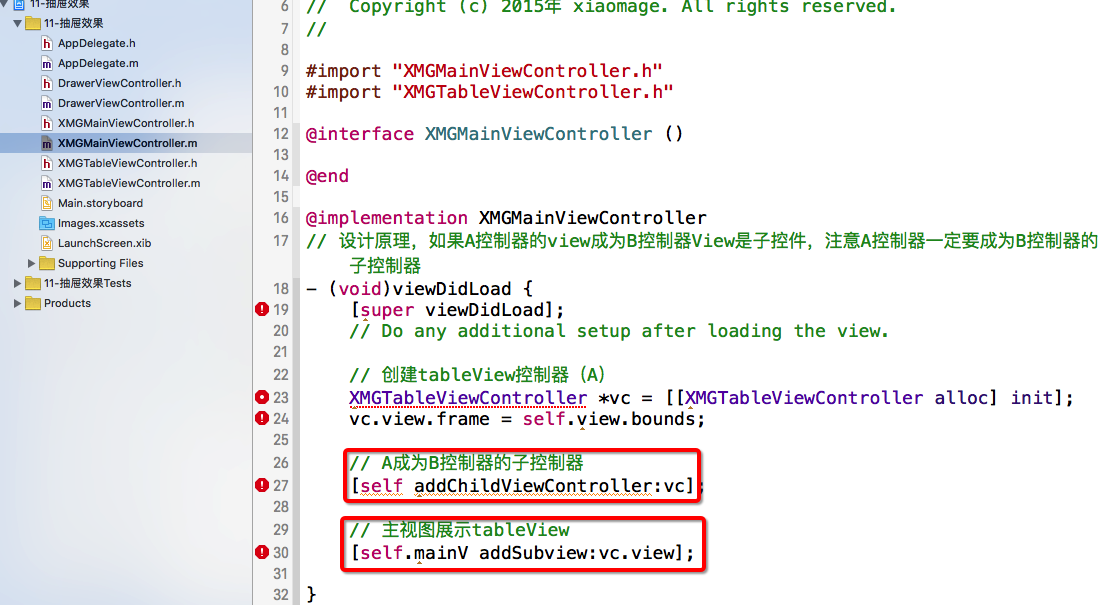 11-抽屉效果
11-抽屉效果
AppDelegate.h
AppDelegate.m
DrawerViewController.h
DrawerViewController.m
XMGMainViewController.h
XMGMainViewController.m
XMGTableViewController.h
XMGTableViewController.m
Main.storyboard
Images.xcassets
LaunchScreen.xib
Supporting Files
11-抽屉效果Tests
Products
6 //  Copyright (c) 2015年 xiaomage. All rights reserved.
7 //
8
9 #import "XMGMainViewController.h"
10 #import "XMGTableViewController.h"
11
12 @interface XMGMainViewController ()
13
14 @end
15
16 @implementation XMGMainViewController
17 // 设计原理，如果A控制器的view成为B控制器View是子控件，注意A控制器一定要成为B控制器的
子控制器
18 - (void)viewDidLoad {
19 [super viewDidLoad];
20 // Do any additional setup after loading the view.
21
22 // 创建tableView控制器（A）
23 XMGTableViewController *vc = [[XMGTableViewController alloc] init];
24 vc.view.frame = self.view.bounds;
25
26 // A成为B控制器的子控制器
27 [self addChildViewController:vc];
28
29 // 主视图展示tableView
30 [self.mainV addSubview:vc.view];
31
32 }